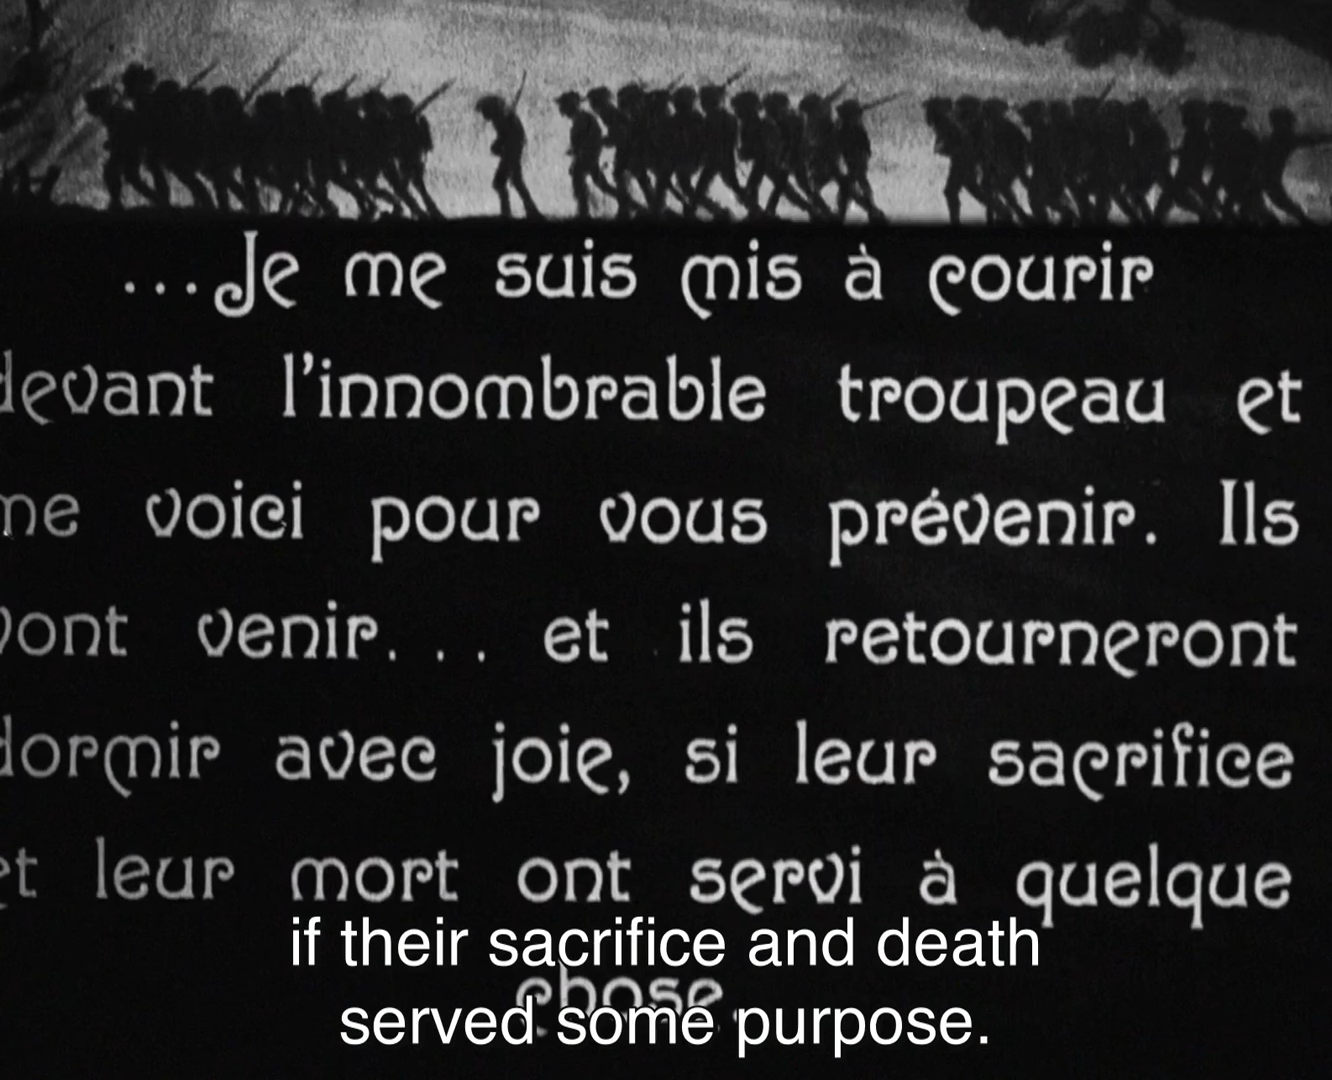 ...Je me suis mis à courir
devant l'innombrable troupeau et
me voici pour vous prévenir. Ils
vont venir... et ils retourneront
dormir avec joie, si leur sacrifice
et leur mort ont servi à quelque
chose
if their sacrifice and death
served some purpose.